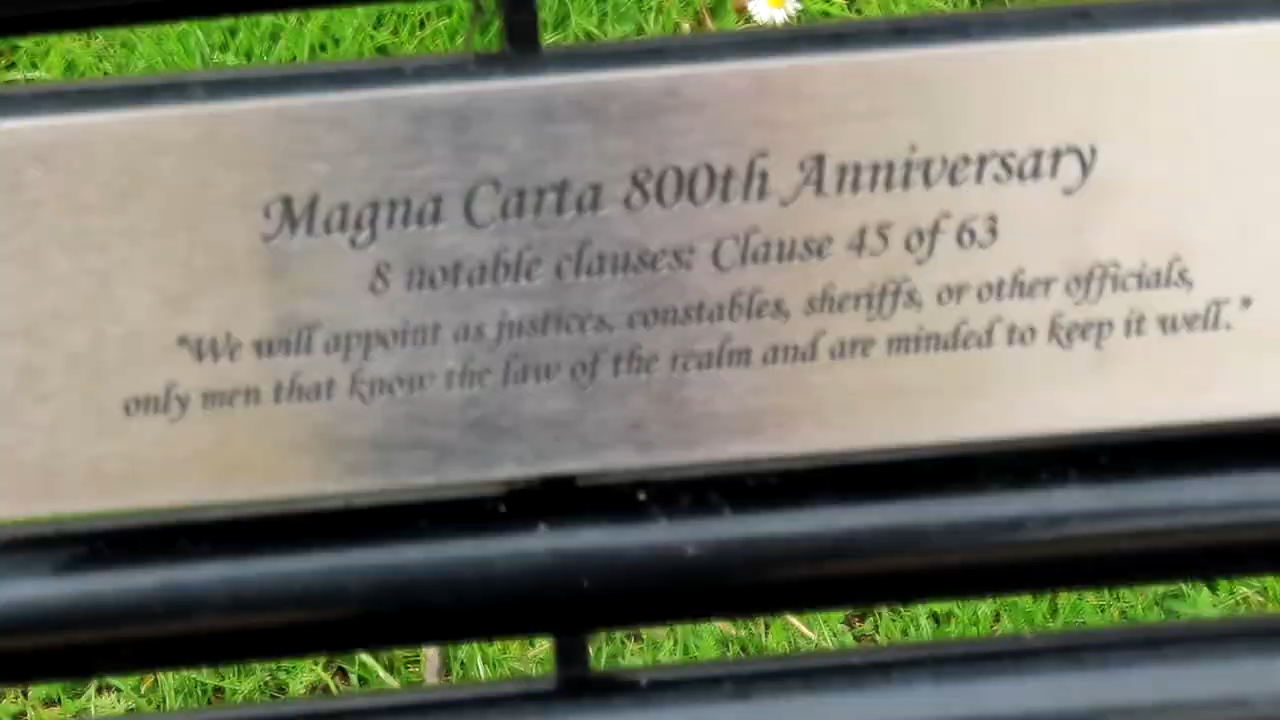 Magna Carta 800th Anniversary
8 notable clauses: Clause 45 of 63
"We will appoint as justices, constables, sheriffs, or other officials,
only men that know the law of the realm and are minded to keep it well."